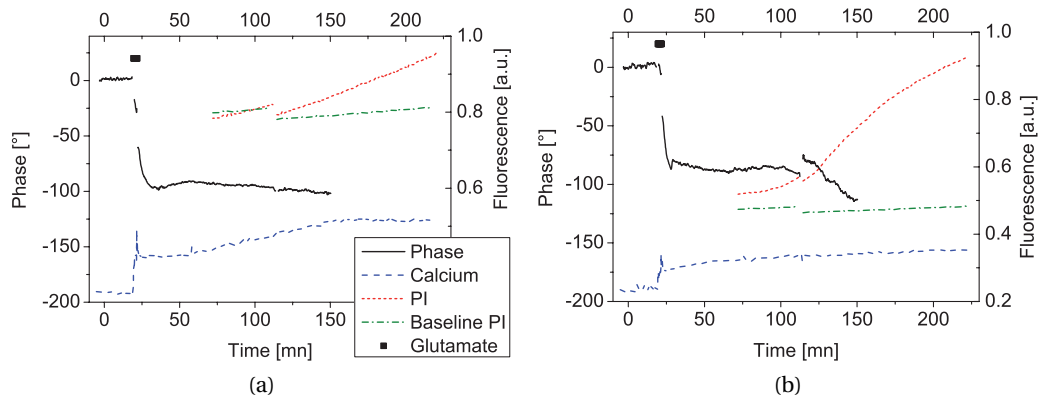 0 50 100 150 200
0
-50
-100
-150
-200
Phase [°]
1.0
0.8
0.6
Fluorescence [a.u.]
0 50 100 150
Time [mn]
Phase
Calcium
PI
Baseline PI
Glutamate
(a)
0 50 100 150 200
0
-50
-100
-150
-200
Phase [°]
1.0
0.8
0.6
0.4
0.2
Fluorescence [a.u.]
0 50 100 150 200
Time [mn]
(b)